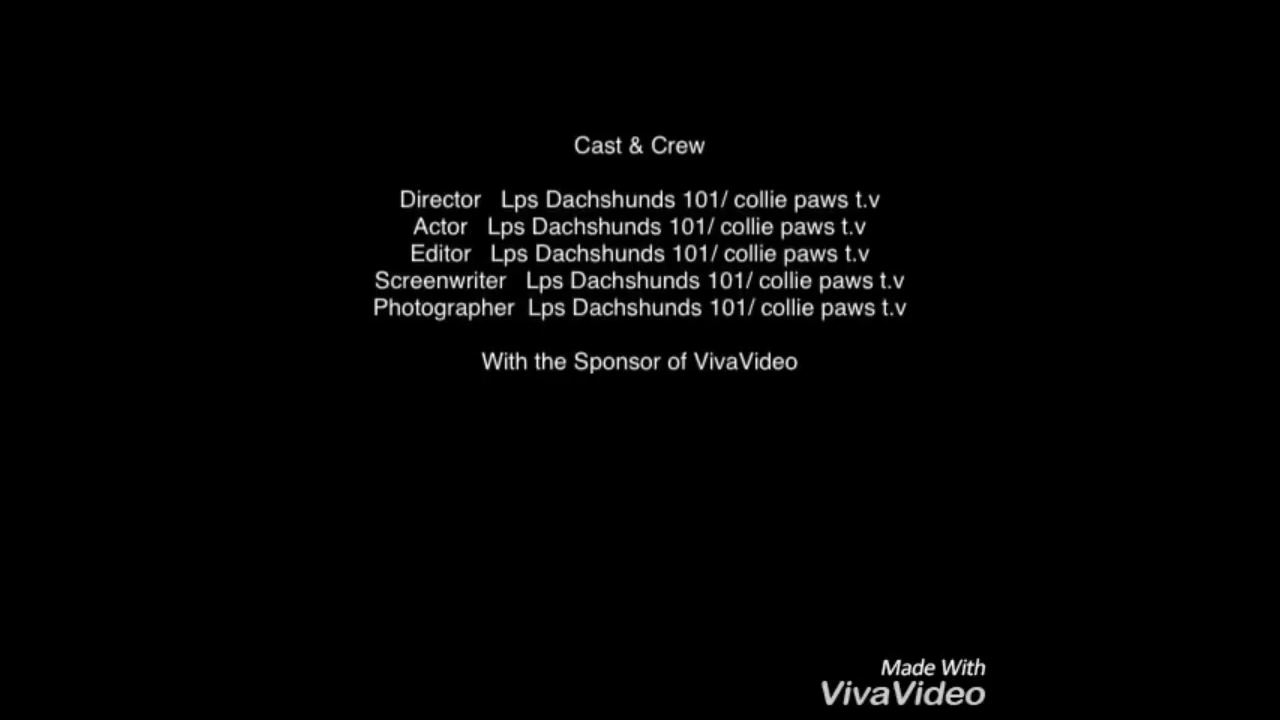 Cast & Crew
Director Lps Dachshunds 101/ collie paws t.v
Actor Lps Dachshunds 101/ collie paws t.v
Editor Lps Dachshunds 101/ collie paws t.v
Screenwriter Lps Dachshunds 101/ collie paws t.v
Photographer Lps Dachshunds 101/ collie paws t.v
With the Sponsor of VivaVideo
Made With
VivaVideo